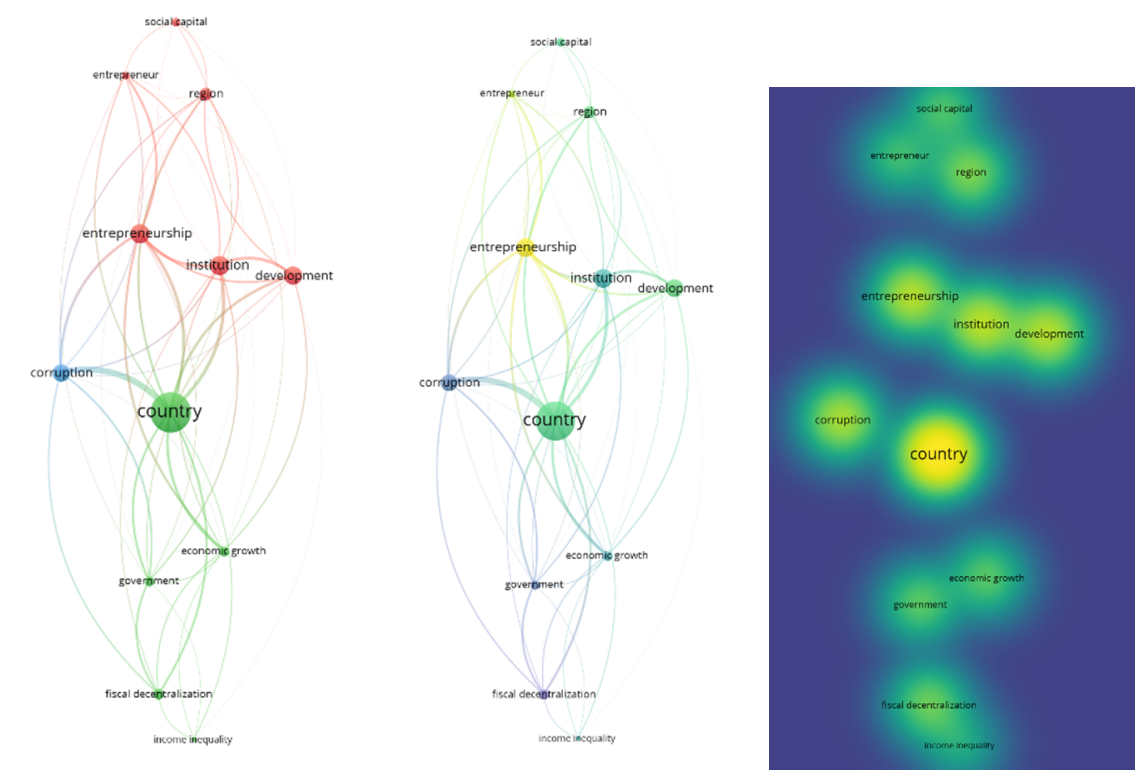 social capital
entrepreneur
region
entrepreneurship
institution
development
corruption
country
economic growth
government
fiscal decentralization
income inequality
social capital
entrepreneur
region
entrepreneurship
institution
development
corruption
country
economic growth
government
fiscal decentralization
income inequality
social capital
entrepreneur
region
entrepreneurship
institution
development
corruption
country
economic growth
government
fiscal decentralization
income inequality